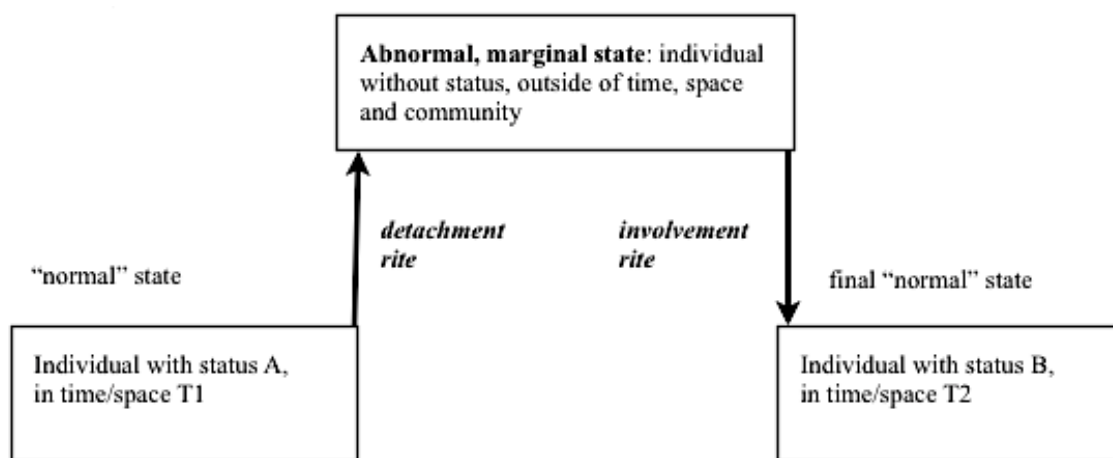 Abnormal, marginal state: individual
without status, outside of time, space
and community
detachment
rite
involvement
rite
“normal” state
final “normal” state
Individual with status A,
in time/space T1
Individual with status B,
in time/space T2